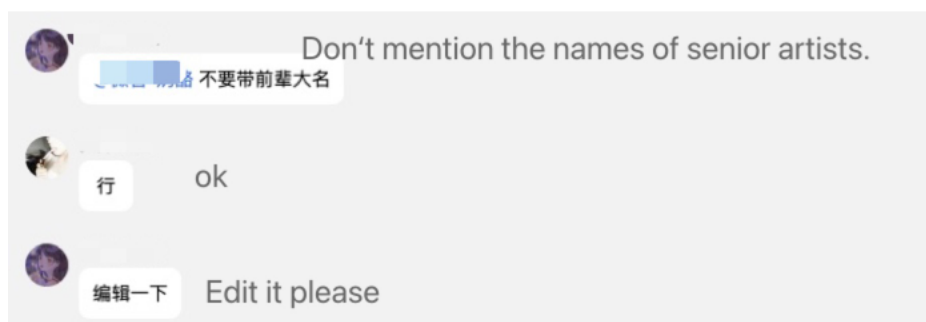 Don't mention the names of senior artists.
不要带前辈大名
行
ok
编辑一下
Edit it please